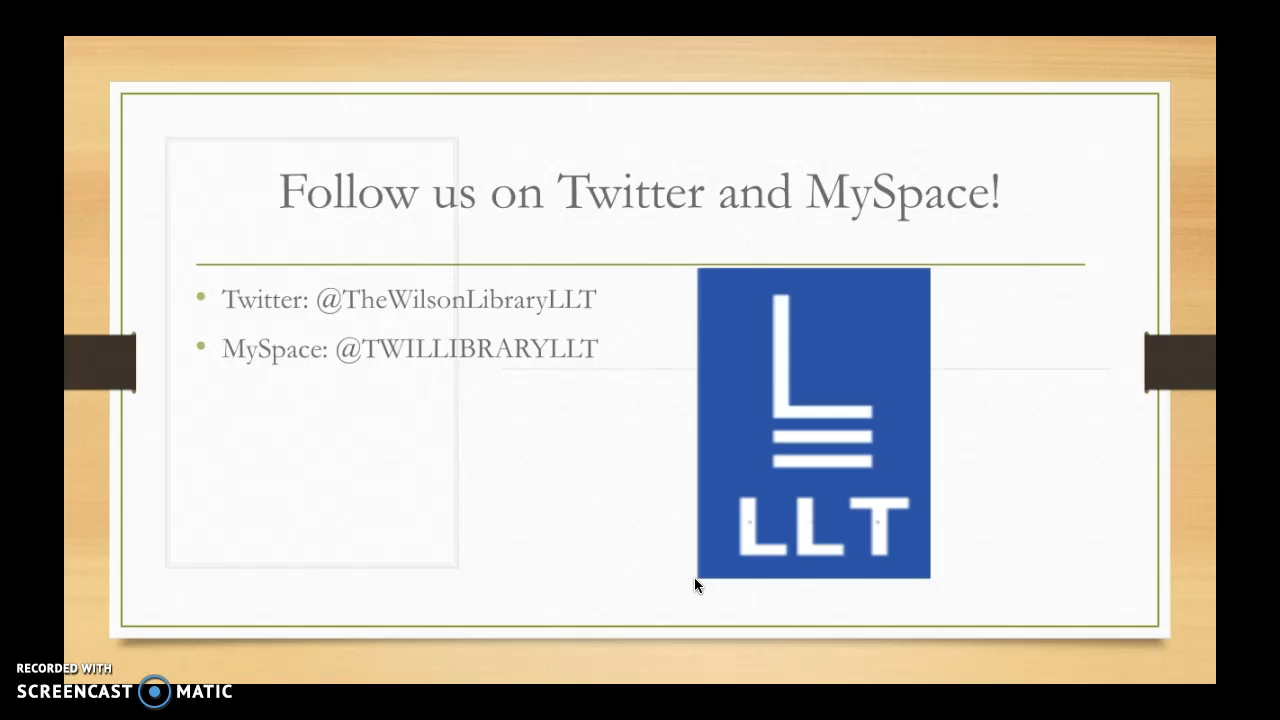 Follow us on Twitter and MySpace!
• Twitter: @TheWilsonLibraryLLT
• MySpace: @TWILLIBRARYLLT
L
LLT
RECORDED WITH
SCREENCAST MATIC